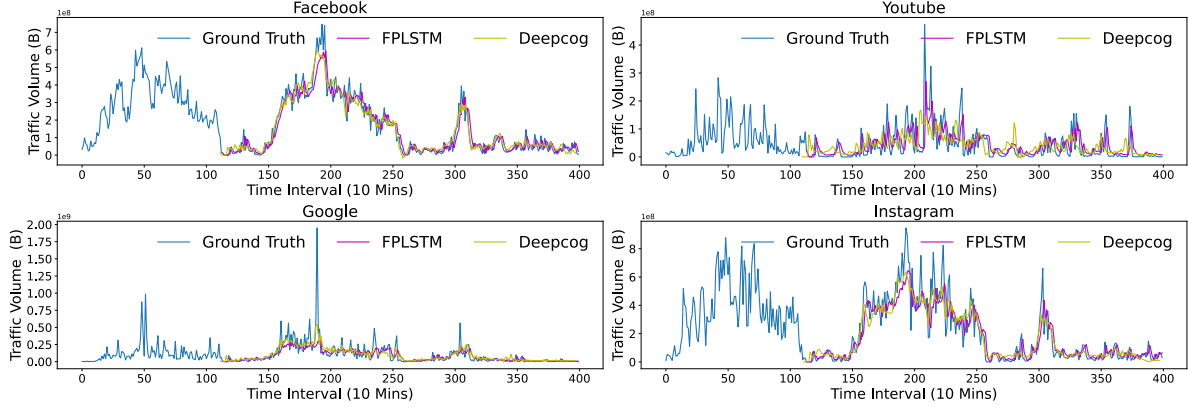 Facebook
1e8
Ground Truth FPLSTM Deepcog
Traffic Volume (B)
7
6
5
4
3
2
1
0
0 50 100 150 200 250 300 350 400
Time Interval (10 Mins)
Youtube
1e8
Ground Truth FPLSTM Deepcog
Traffic Volume (B)
4
3
2
1
0
0 50 100 150 200 250 300 350 400
Time Interval (10 Mins)
Google
1e9
Ground Truth FPLSTM Deepcog
Traffic Volume (B)
2.00
1.75
1.50
1.25
1.00
0.75
0.50
0.25
0.00
0 50 100 150 200 250 300 350 400
Time Interval (10 Mins)
Instagram
1e8
Ground Truth FPLSTM Deepcog
Traffic Volume (B)
8
6
4
2
0
0 50 100 150 200 250 300 350 400
Time Interval (10 Mins)